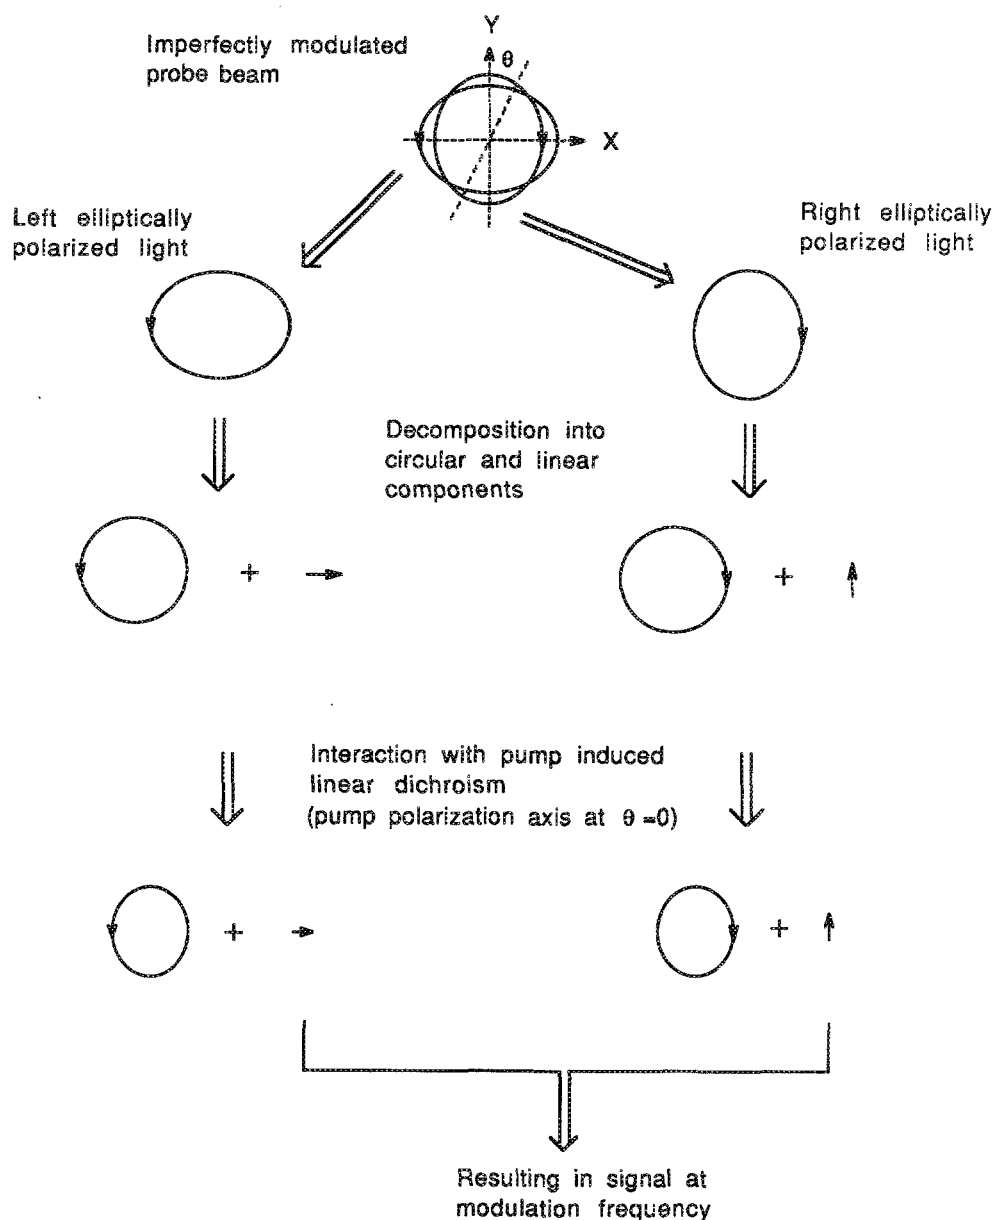 Y
Imperfectly modulated
probe beam
θ
X
Left elliptically
polarized light
Right elliptically
polarized light
Decomposition into
circular and linear
components
+
+
Interaction with pump induced
linear dichroism
(pump polarization axis at θ =0)
+
+
Resulting in signal at
modulation frequency